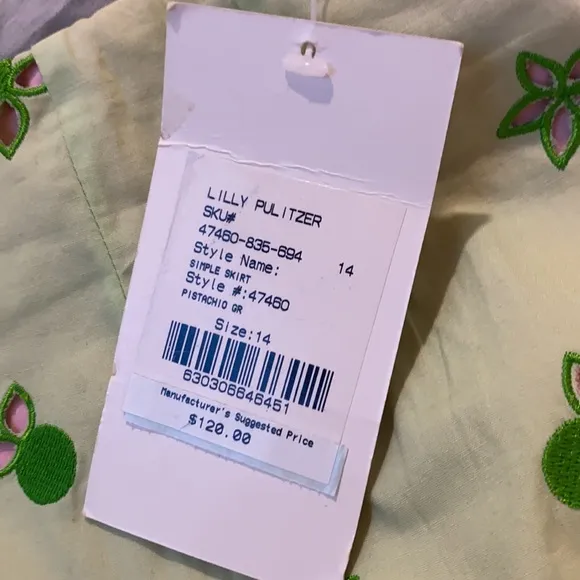 LILLY PULITZER
SKU#
47460-835-694 14
Style Name:
SIMPLE SKIRT
Style #:47460
PISTACHIO GR
Size:14
630306646451
Manufacturer's Suggested Price
$120.00